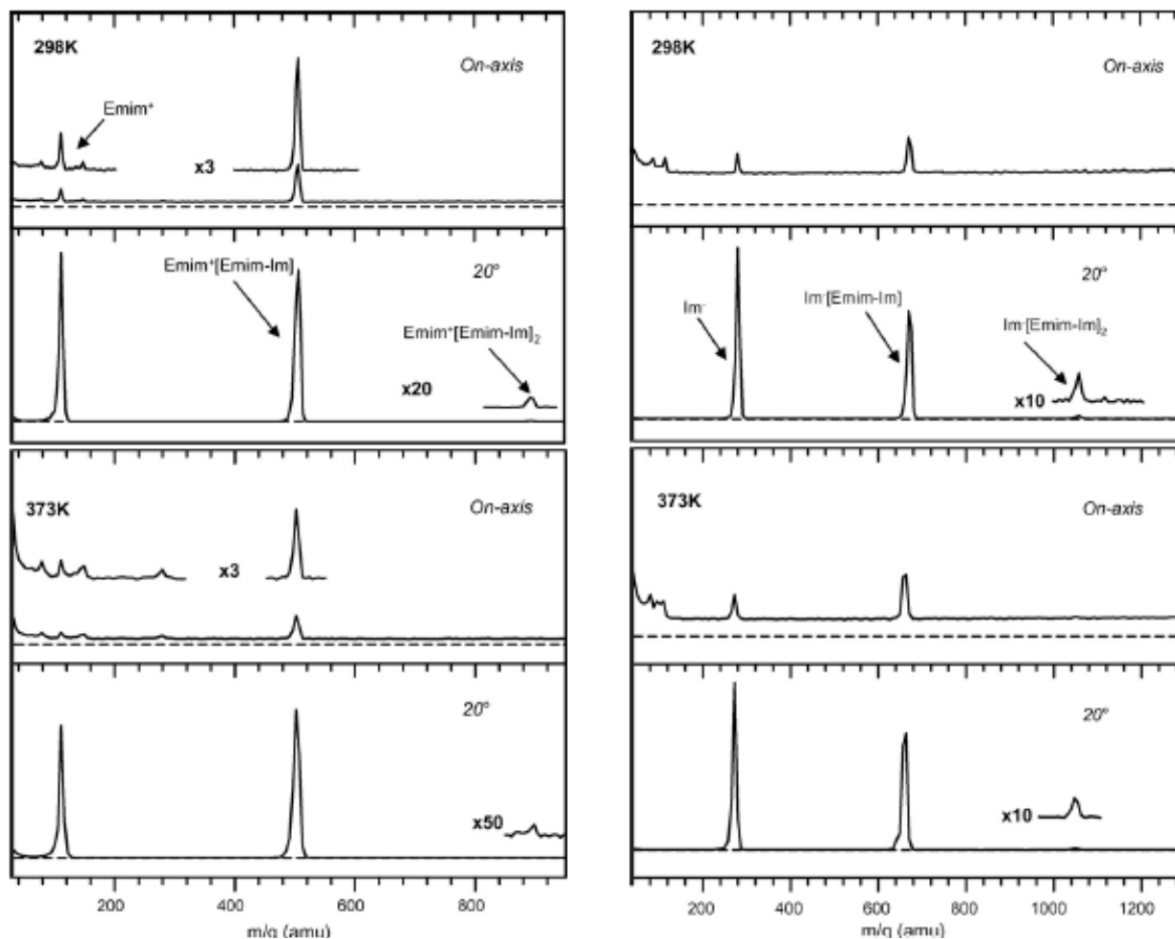 298K
On-axis
Emim⁺
x3
20°
Emim⁺[Emim-Im]
Emim⁺[Emim-Im]₂
x20
373K
On-axis
x3
20°
x50
200 400 600 800
m/q (amu)
298K
On-axis
20°
Im⁻
Im⁻[Emim-Im]
Im⁻[Emim-Im]₂
x10
373K
On-axis
20°
x10
200 400 600 800 1000 1200
m/q (amu)